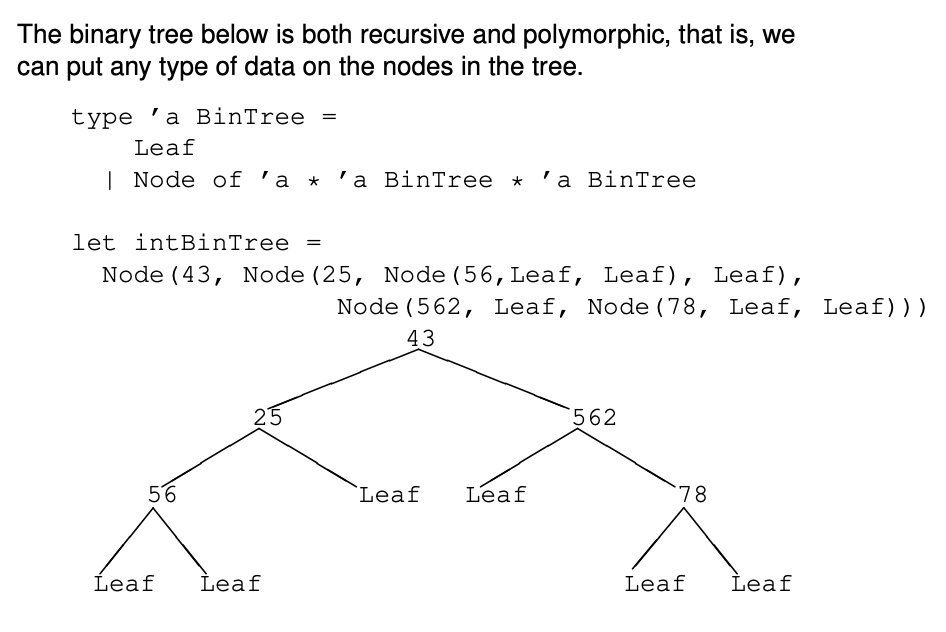 The binary tree below is both recursive and polymorphic, that is, we
can put any type of data on the nodes in the tree.
type ’a BinTree =
Leaf
| Node of ’a * ’a BinTree * ’a BinTree
let intBinTree =
Node(43, Node(25, Node(56,Leaf, Leaf), Leaf),
Node(562, Leaf, Node(78, Leaf, Leaf)))
43
25 562
56 Leaf Leaf 78
Leaf Leaf Leaf Leaf